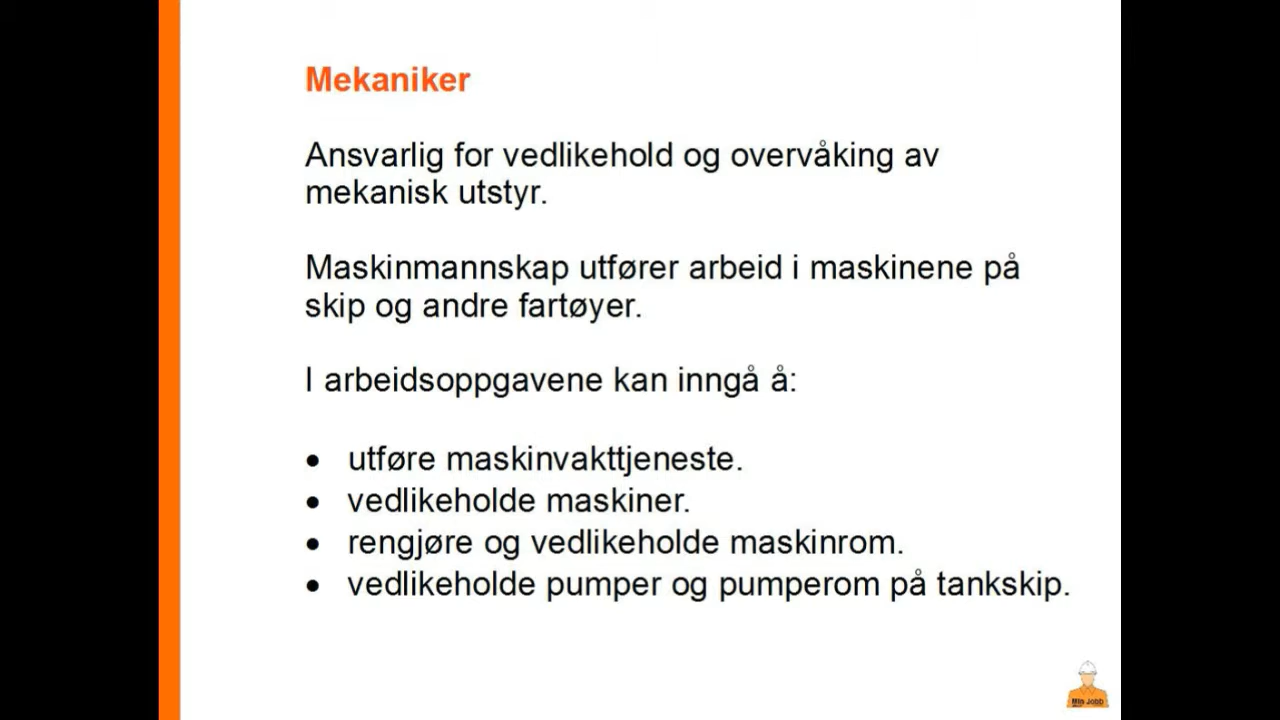 Mekaniker
Ansvarlig for vedlikehold og overvåking av
mekanisk utstyr.
Maskinmannskap utfører arbeid i maskinene på
skip og andre fartøyer.
I arbeidsoppgavene kan inngå å:
• utføre maskinvakttjeneste.
• vedlikeholde maskiner.
• rengjøre og vedlikeholde maskinrom.
• vedlikeholde pumper og pumperom på tankskip.
Min Jobb